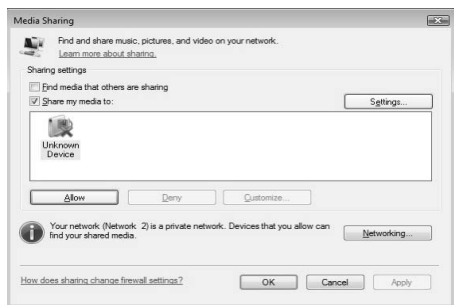 Media Sharing
Find and share music, pictures, and video on your network.
Learn more about sharing.
Sharing settings
Find media that others are sharing
Share my media to:
Settings...
Unknown
Device
Allow
Deny
Customize...
Your network (Network 2) is a private network. Devices that you allow can
find your shared media.
Networking...
How does sharing change firewall settings?
OK
Cancel
Apply